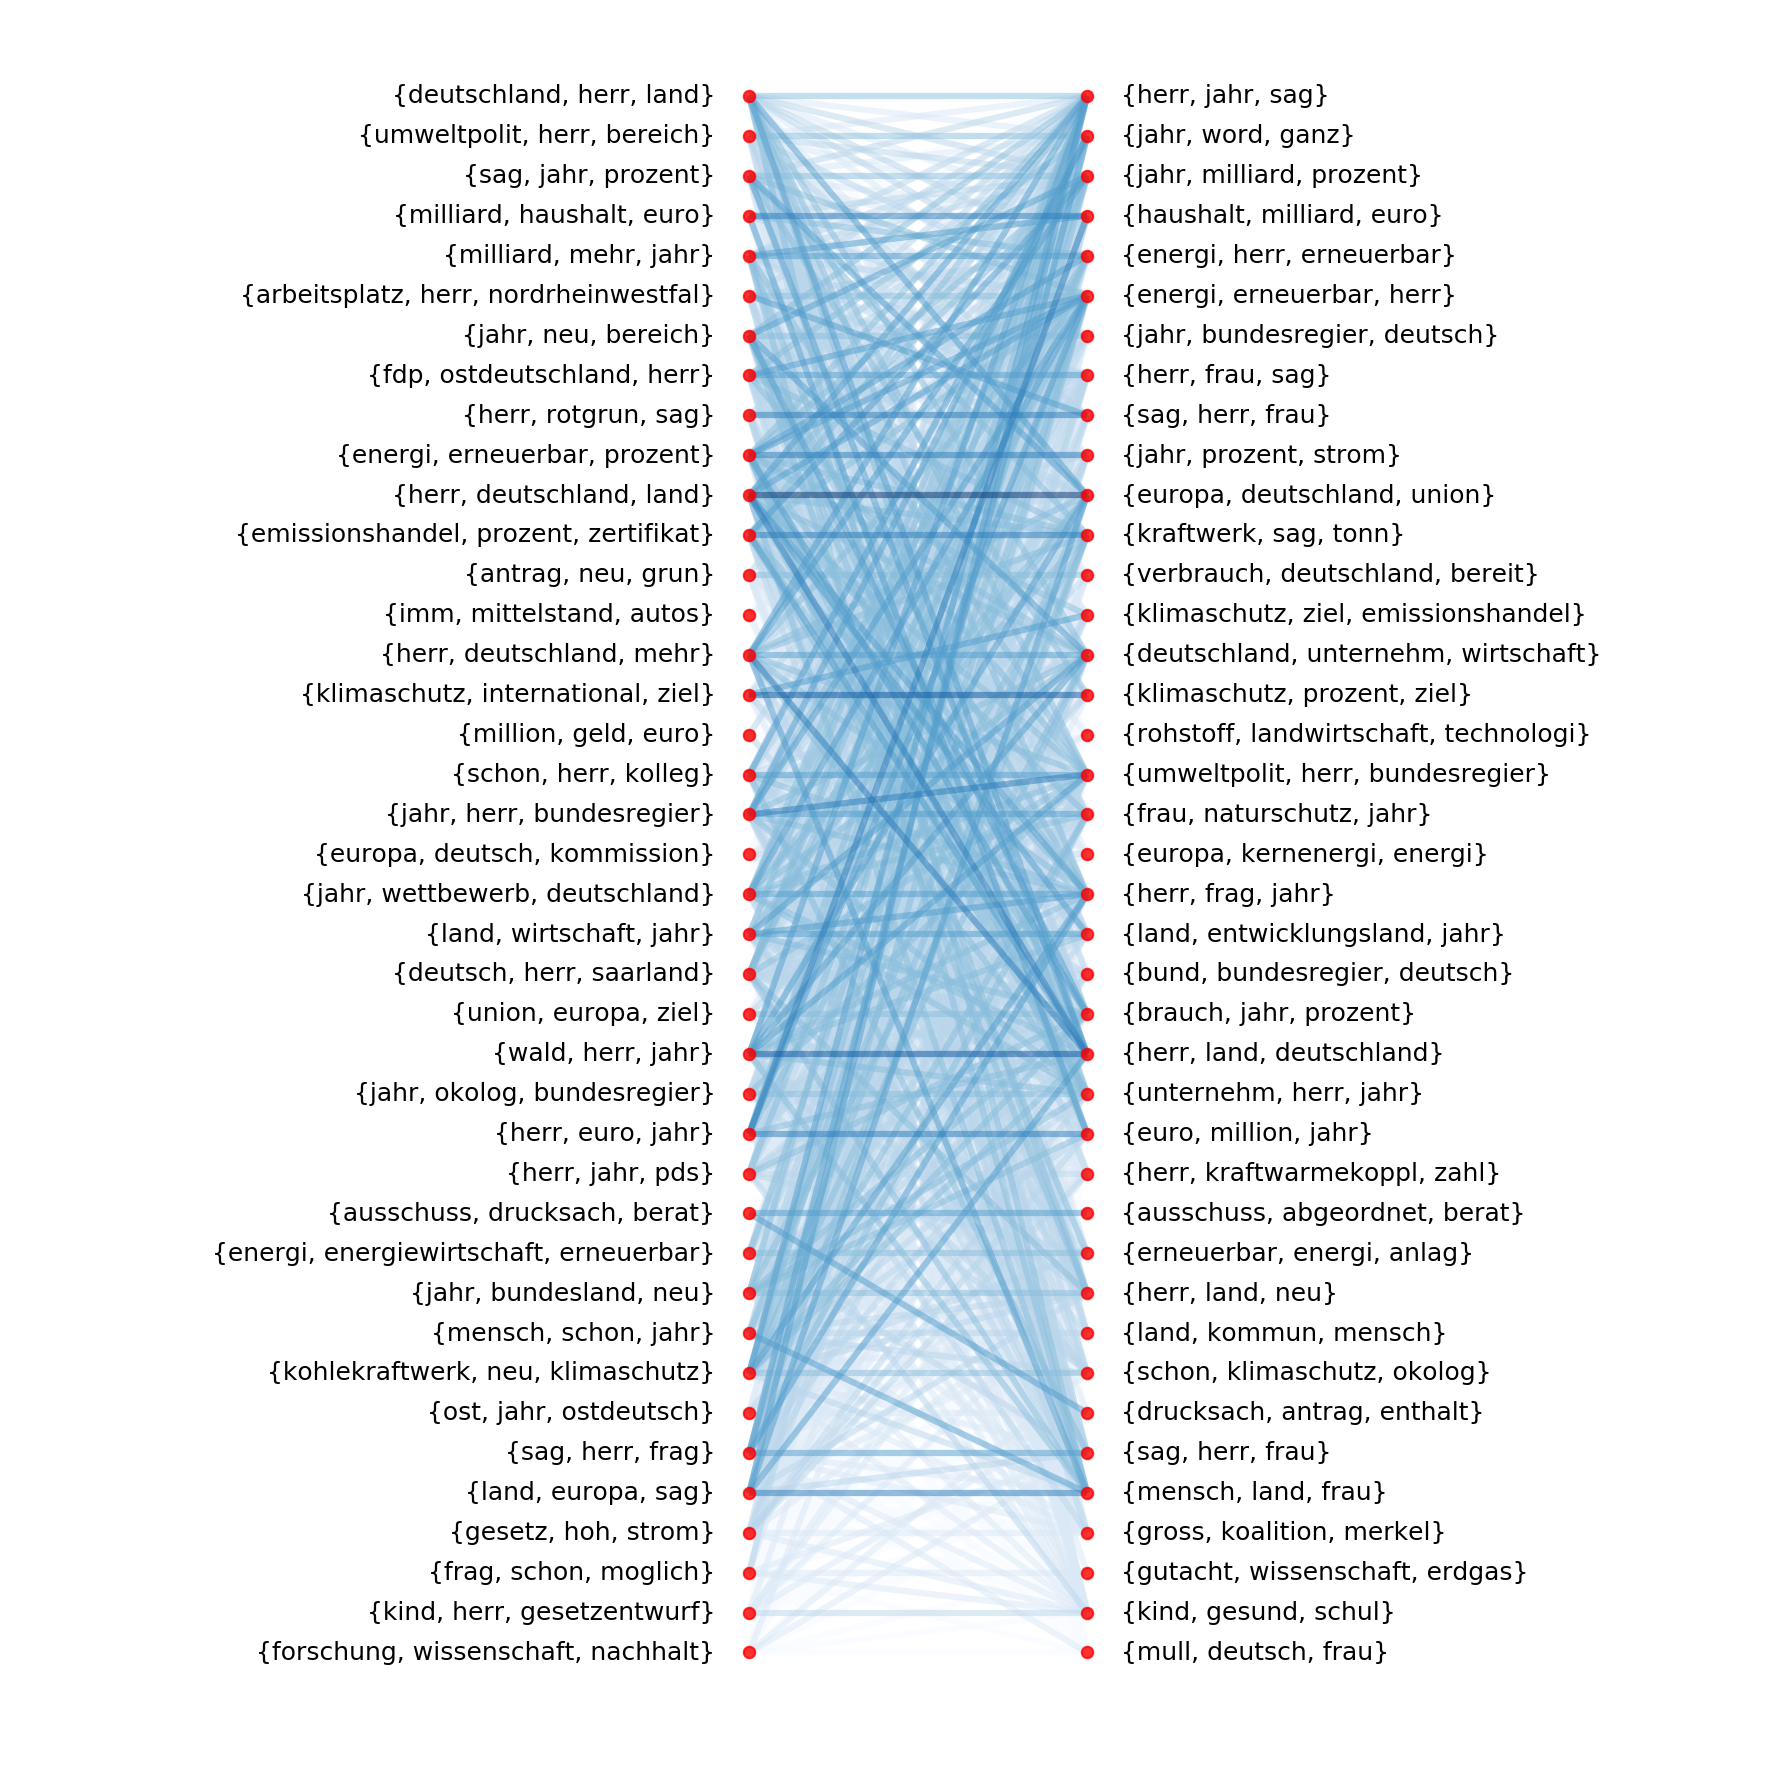 {deutschland, herr, land} {herr, jahr, sag}
{umweltpolit, herr, bereich} {jahr, word, ganz}
{sag, jahr, prozent} {jahr, milliard, prozent}
{milliard, haushalt, euro} {haushalt, milliard, euro}
{milliard, mehr, jahr} {energi, herr, erneuerbar}
{arbeitsplatz, herr, nordrheinwestfal} {energi, erneuerbar, herr}
{jahr, neu, bereich} {jahr, bundesregier, deutsch}
{fdp, ostdeutschland, herr} {herr, frau, sag}
{herr, rotgrun, sag} {sag, herr, frau}
{energi, erneuerbar, prozent} {jahr, prozent, strom}
{herr, deutschland, land} {europa, deutschland, union}
{emissionshandel, prozent, zertifikat} {kraftwerk, sag, tonn}
{antrag, neu, grun} {verbrauch, deutschland, bereit}
{imm, mittelstand, autos} {klimaschutz, ziel, emissionshandel}
{herr, deutschland, mehr} {deutschland, unternehm, wirtschaft}
{klimaschutz, international, ziel} {klimaschutz, prozent, ziel}
{million, geld, euro} {rohstoff, landwirtschaft, technologi}
{schon, herr, kolleg} {umweltpolit, herr, bundesregier}
{jahr, herr, bundesregier} {frau, naturschutz, jahr}
{europa, deutsch, kommission} {europa, kernenergi, energi}
{jahr, wettbewerb, deutschland} {herr, frag, jahr}
{land, wirtschaft, jahr} {land, entwicklungsland, jahr}
{deutsch, herr, saarland} {bund, bundesregier, deutsch}
{union, europa, ziel} {brauch, jahr, prozent}
{wald, herr, jahr} {herr, land, deutschland}
{jahr, okolog, bundesregier} {unternehm, herr, jahr}
{herr, euro, jahr} {euro, million, jahr}
{herr, jahr, pds} {herr, kraftwarmekoppl, zahl}
{ausschuss, drucksach, berat} {ausschuss, abgeordnet, berat}
{energi, energiewirtschaft, erneuerbar} {erneuerbar, energi, anlag}
{jahr, bundesland, neu} {herr, land, neu}
{mensch, schon, jahr} {land, kommun, mensch}
{kohlekraftwerk, neu, klimaschutz} {schon, klimaschutz, okolog}
{ost, jahr, ostdeutsch} {drucksach, antrag, enthalt}
{sag, herr, frag} {sag, herr, frau}
{land, europa, sag} {mensch, land, frau}
{gesetz, hoh, strom} {gross, koalition, merkel}
{frag, schon, moglich} {gutacht, wissenschaft, erdgas}
{kind, herr, gesetzentwurf} {kind, gesund, schul}
{forschung, wissenschaft, nachhalt} {mull, deutsch, frau}